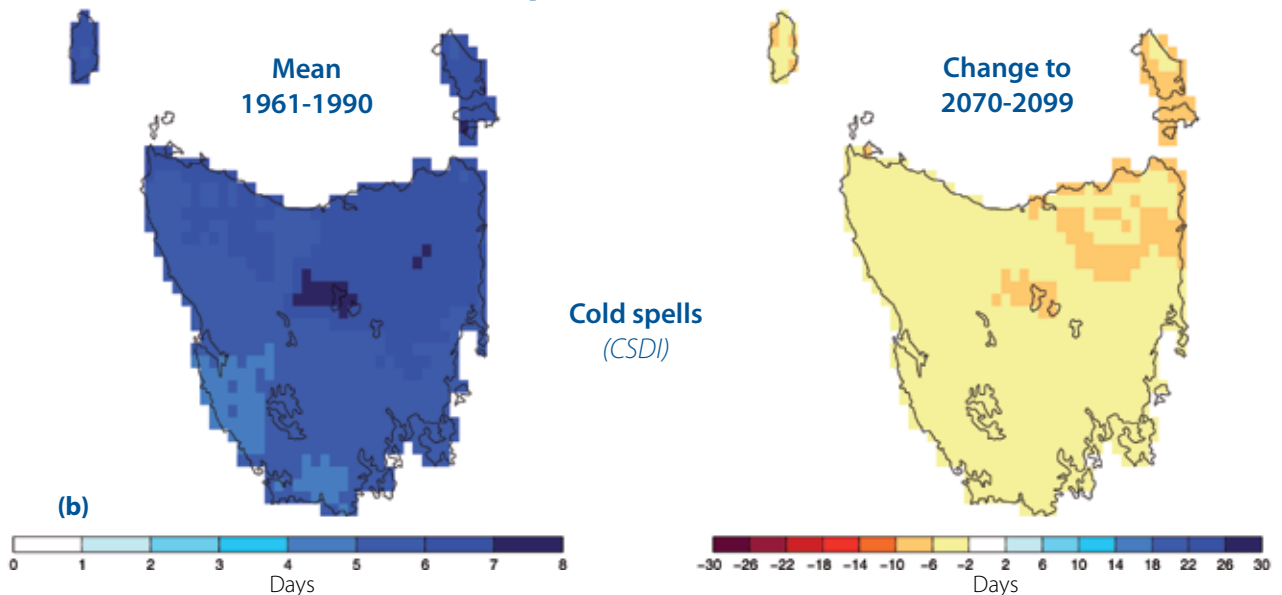 Mean
1961-1990
Change to
2070-2099
Cold spells
(CSDI)
(b)
0 1 2 3 4 5 6 7 8
Days
−30 −26 −22 −18 −14 −10 −6 −2 2 6 10 14 18 22 26 30
Days